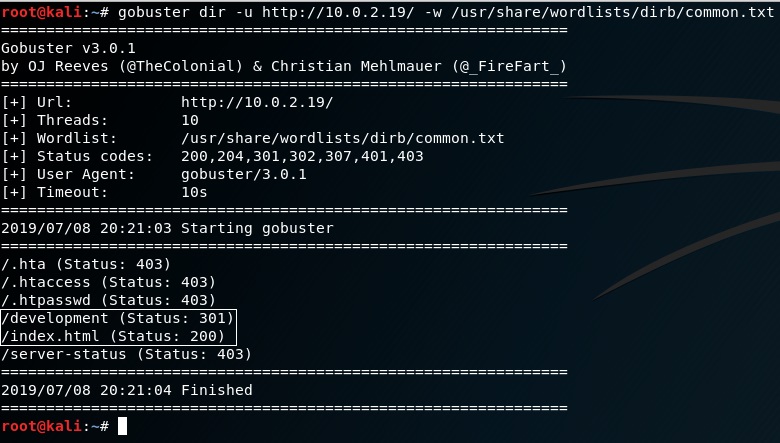 root@kali:~# gobuster dir -u http://10.0.2.19/ -w /usr/share/wordlists/dirb/common.txt
===============================================================
Gobuster v3.0.1
by OJ Reeves (@TheColonial) & Christian Mehlmauer (@_FireFart_)
===============================================================
[+] Url:            http://10.0.2.19/
[+] Threads:        10
[+] Wordlist:       /usr/share/wordlists/dirb/common.txt
[+] Status codes:   200,204,301,302,307,401,403
[+] User Agent:     gobuster/3.0.1
[+] Timeout:        10s
===============================================================
2019/07/08 20:21:03 Starting gobuster
===============================================================
/.hta (Status: 403)
/.htaccess (Status: 403)
/.htpasswd (Status: 403)
/development (Status: 301)
/index.html (Status: 200)
/server-status (Status: 403)
===============================================================
2019/07/08 20:21:04 Finished
===============================================================
root@kali:~#